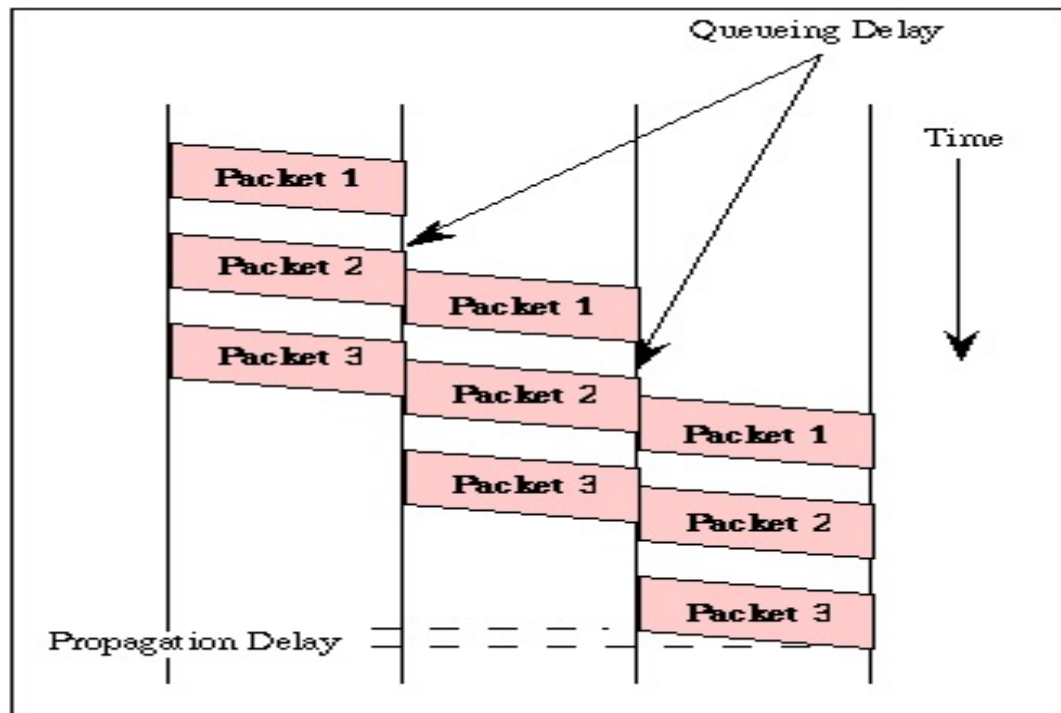 Queueing Delay
Time
Packet 1
Packet 2
Packet 1
Packet 3
Packet 2
Packet 1
Packet 3
Packet 2
Packet 3
Propagation Delay